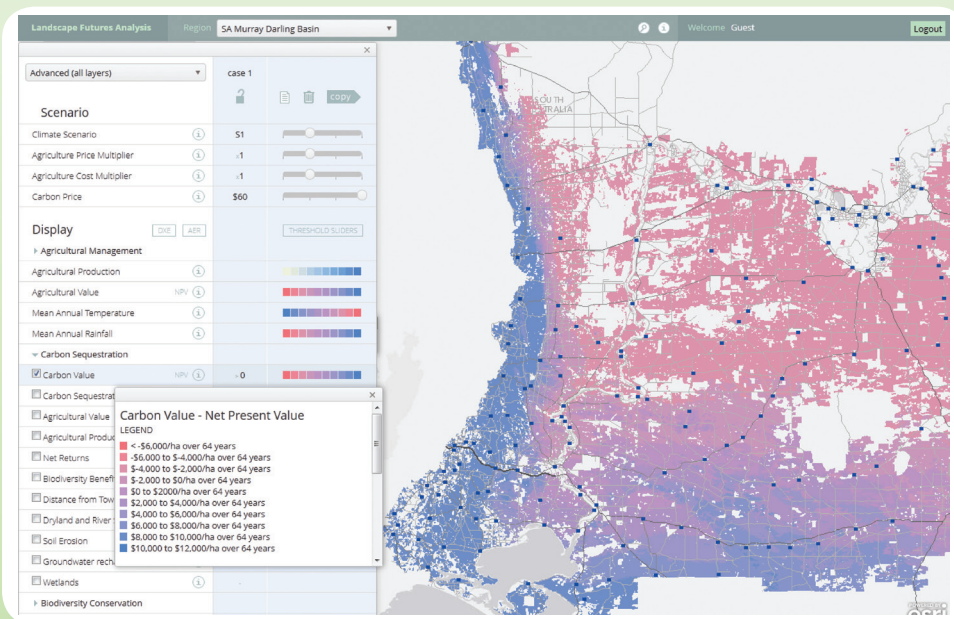 Landscape Futures Analysis Region SA Murray Darling Basin Welcome Guest Logout
Advanced (all layers) case 1
copy
Scenario
Climate Scenario S1
Agriculture Price Multiplier x1
Agriculture Cost Multiplier x1
Carbon Price $60
Display DXE AER THRESHOLD SLIDERS
Agricultural Management
Agricultural Production
Agricultural Value NPV
Mean Annual Temperature
Mean Annual Rainfall
Carbon Sequestration
Carbon Value NPV 0
Carbon Sequestrat
Agricultural Value
Agricultural Produ
Net Returns
Biodiversity Benefi
Distance from Tow
Dryland and River
Soil Erosion
Groundwater rech
Wetlands
Biodiversity Conservation
Carbon Value - Net Present Value
LEGEND
< -$6,000/ha over 64 years
-$6,000 to $-4,000/ha over 64 years
$-4,000 to $-2,000/ha over 64 years
$-2,000 to $0/ha over 64 years
$0 to $2000/ha over 64 years
$2,000 to $4,000/ha over 64 years
$4,000 to $6,000/ha over 64 years
$6,000 to $8,000/ha over 64 years
$8,000 to $10,000/ha over 64 years
$10,000 to $12,000/ha over 64 years
SOUTH
esri